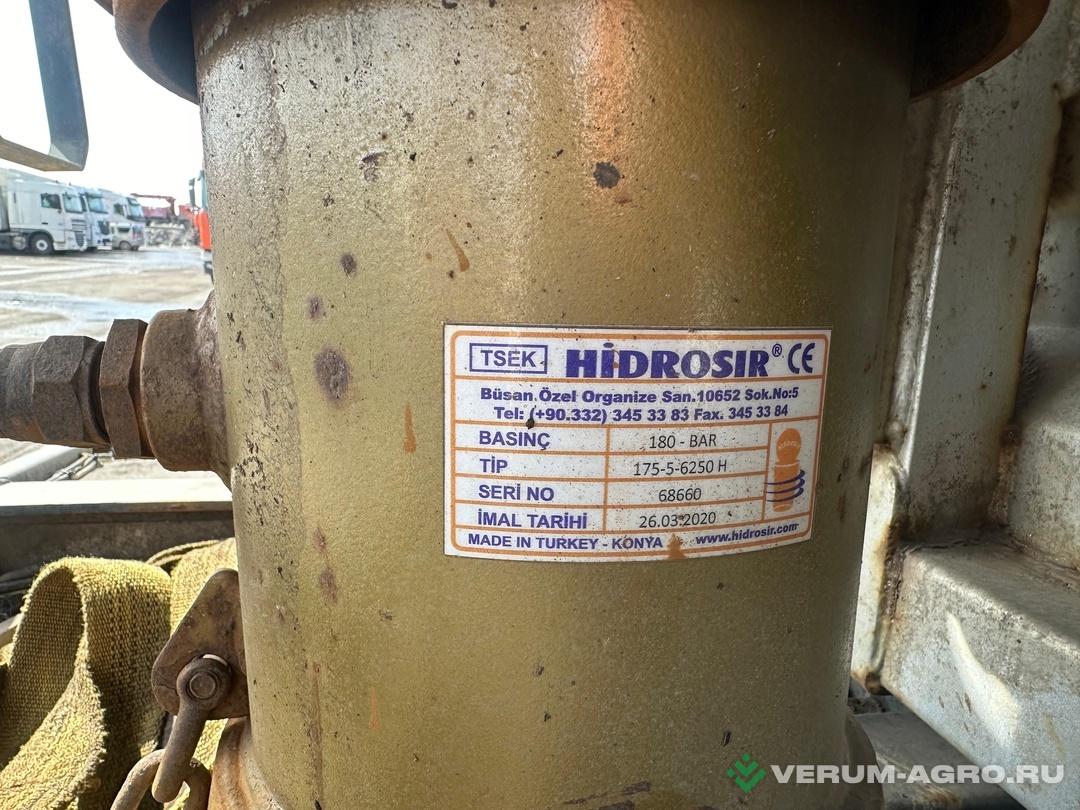 TSEK HİDROSIR® CE
Büsan Özel Organize San. 10652 Sok. No:5
Tel: (+90.332) 345 33 83 Fax. 345 33 84
BASINÇ 180 - BAR
TİP 175-5-6250 H
SERİ NO 68660
İMAL TARİHİ 26.03.2020
MADE IN TURKEY - KONYA www.hidrosir.com
VERUM-AGRO.RU